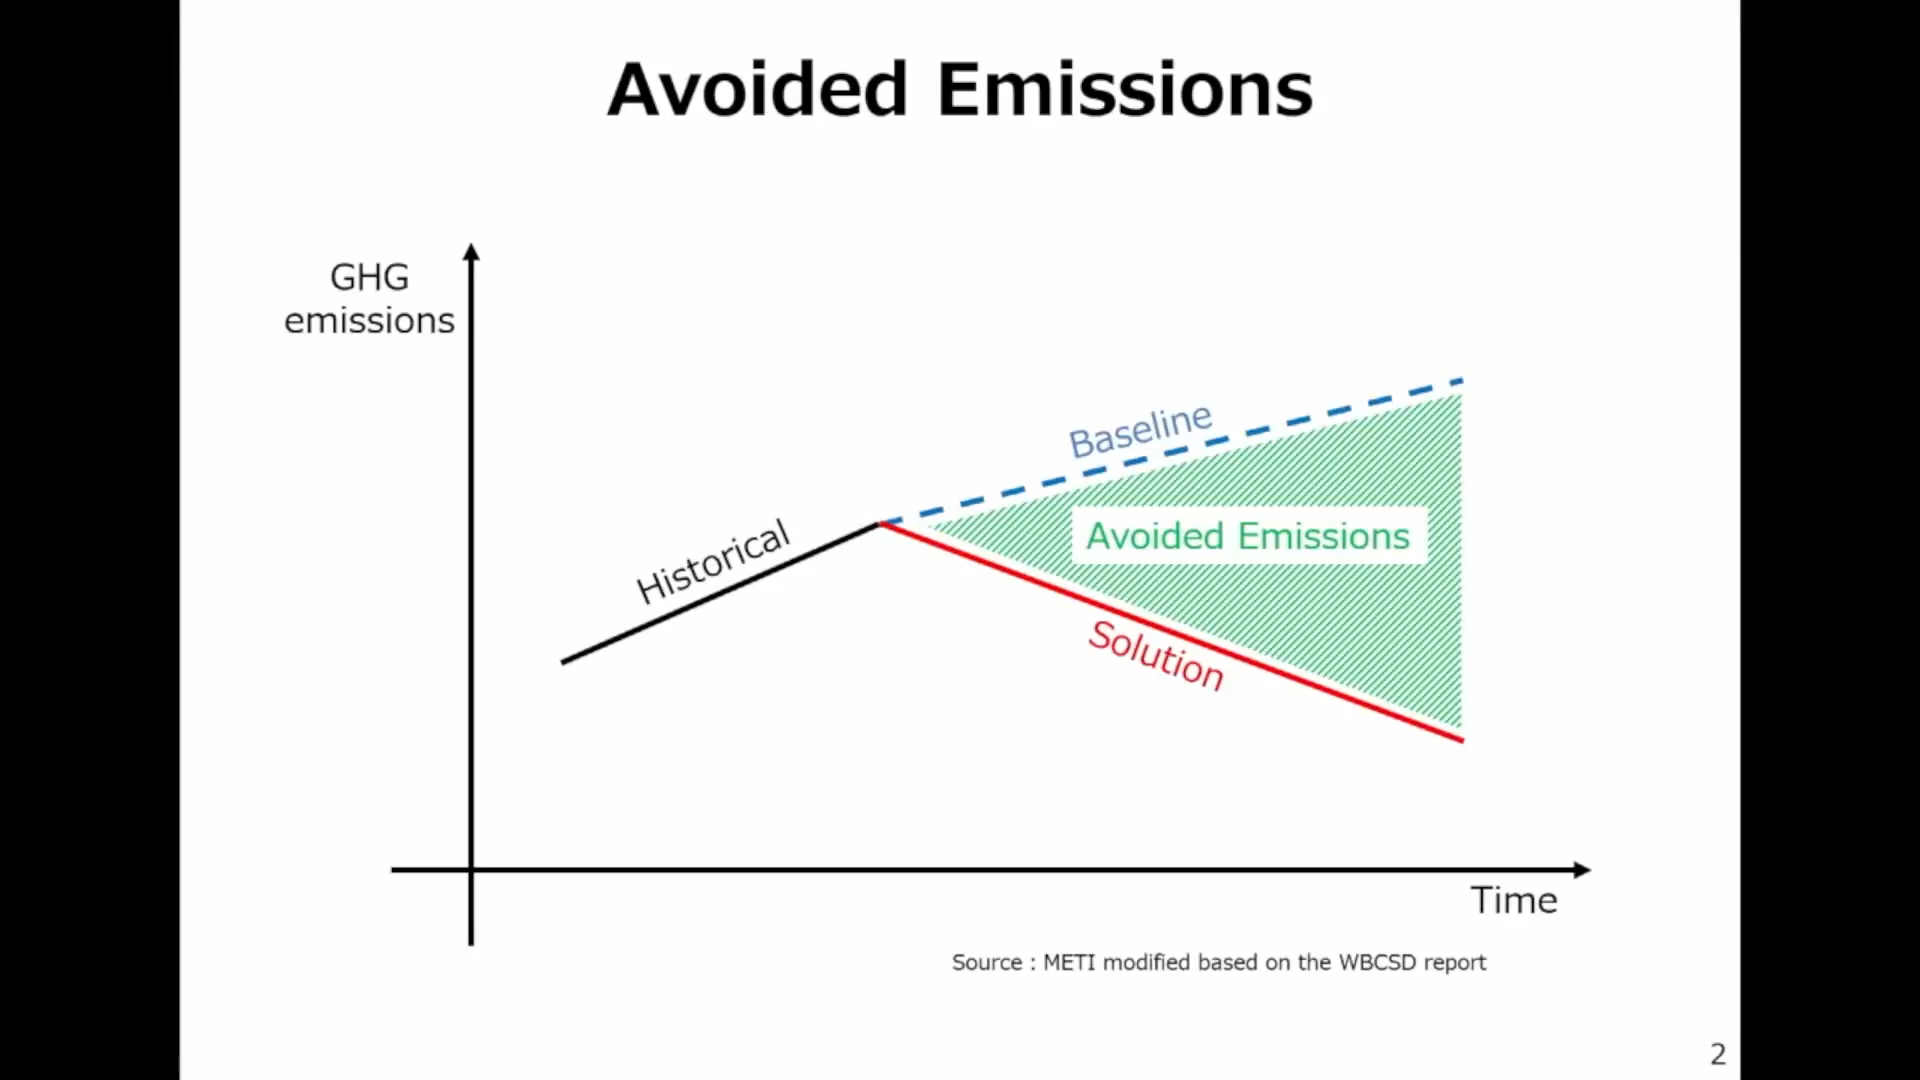 Avoided Emissions
GHG
emissions
Baseline
Historical
Avoided Emissions
Solution
Time
Source : METI modified based on the WBCSD report
2